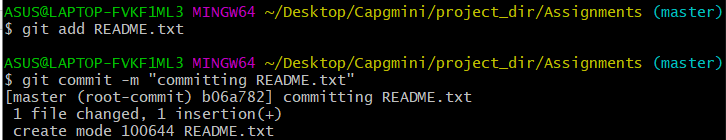 ASUS@LAPTOP-FVKF1ML3 MINGW64 ~/Desktop/Capgmini/project_dir/Assignments (master)
$ git add README.txt

ASUS@LAPTOP-FVKF1ML3 MINGW64 ~/Desktop/Capgmini/project_dir/Assignments (master)
$ git commit -m "committing README.txt"
[master (root-commit) b06a782] committing README.txt
 1 file changed, 1 insertion(+)
 create mode 100644 README.txt